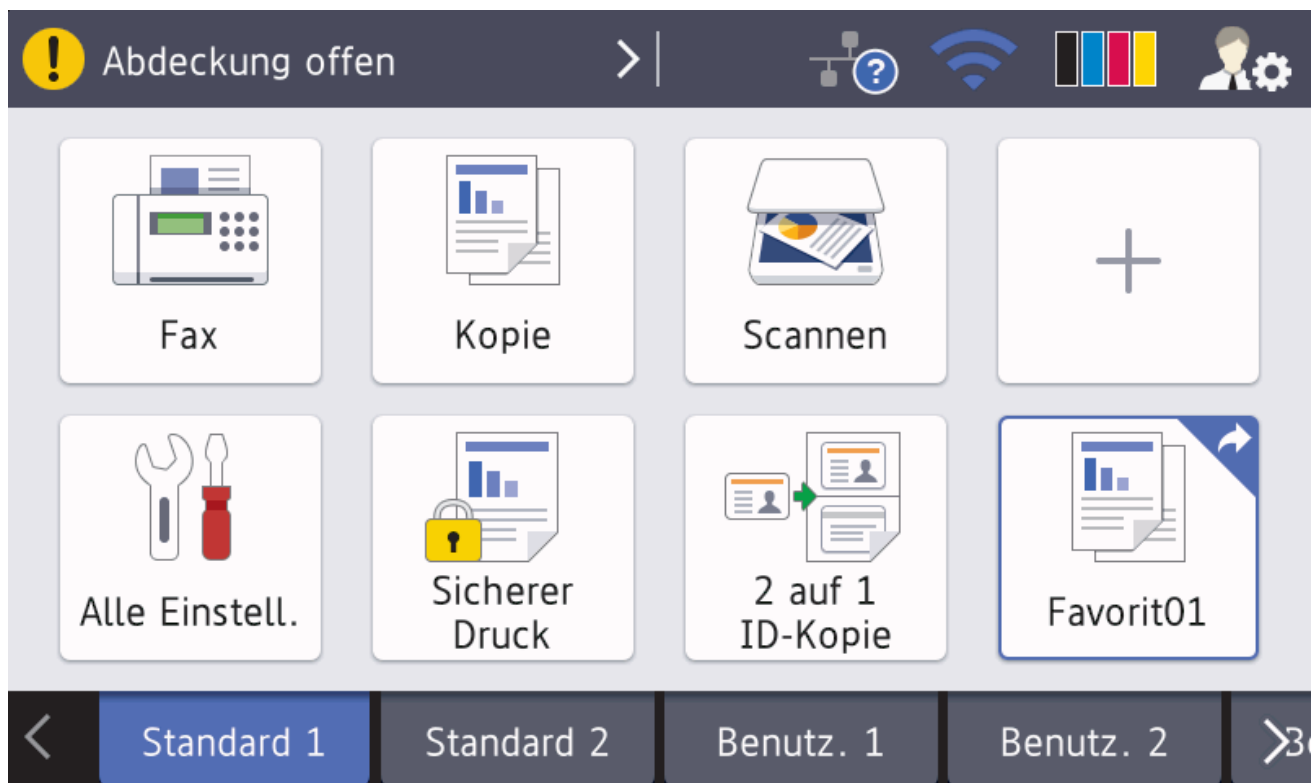 Abdeckung offen
Fax
Kopie
Scannen
Alle Einstell.
Sicherer
Druck
2 auf 1
ID-Kopie
Favorit01
Standard 1
Standard 2
Benutz. 1
Benutz. 2